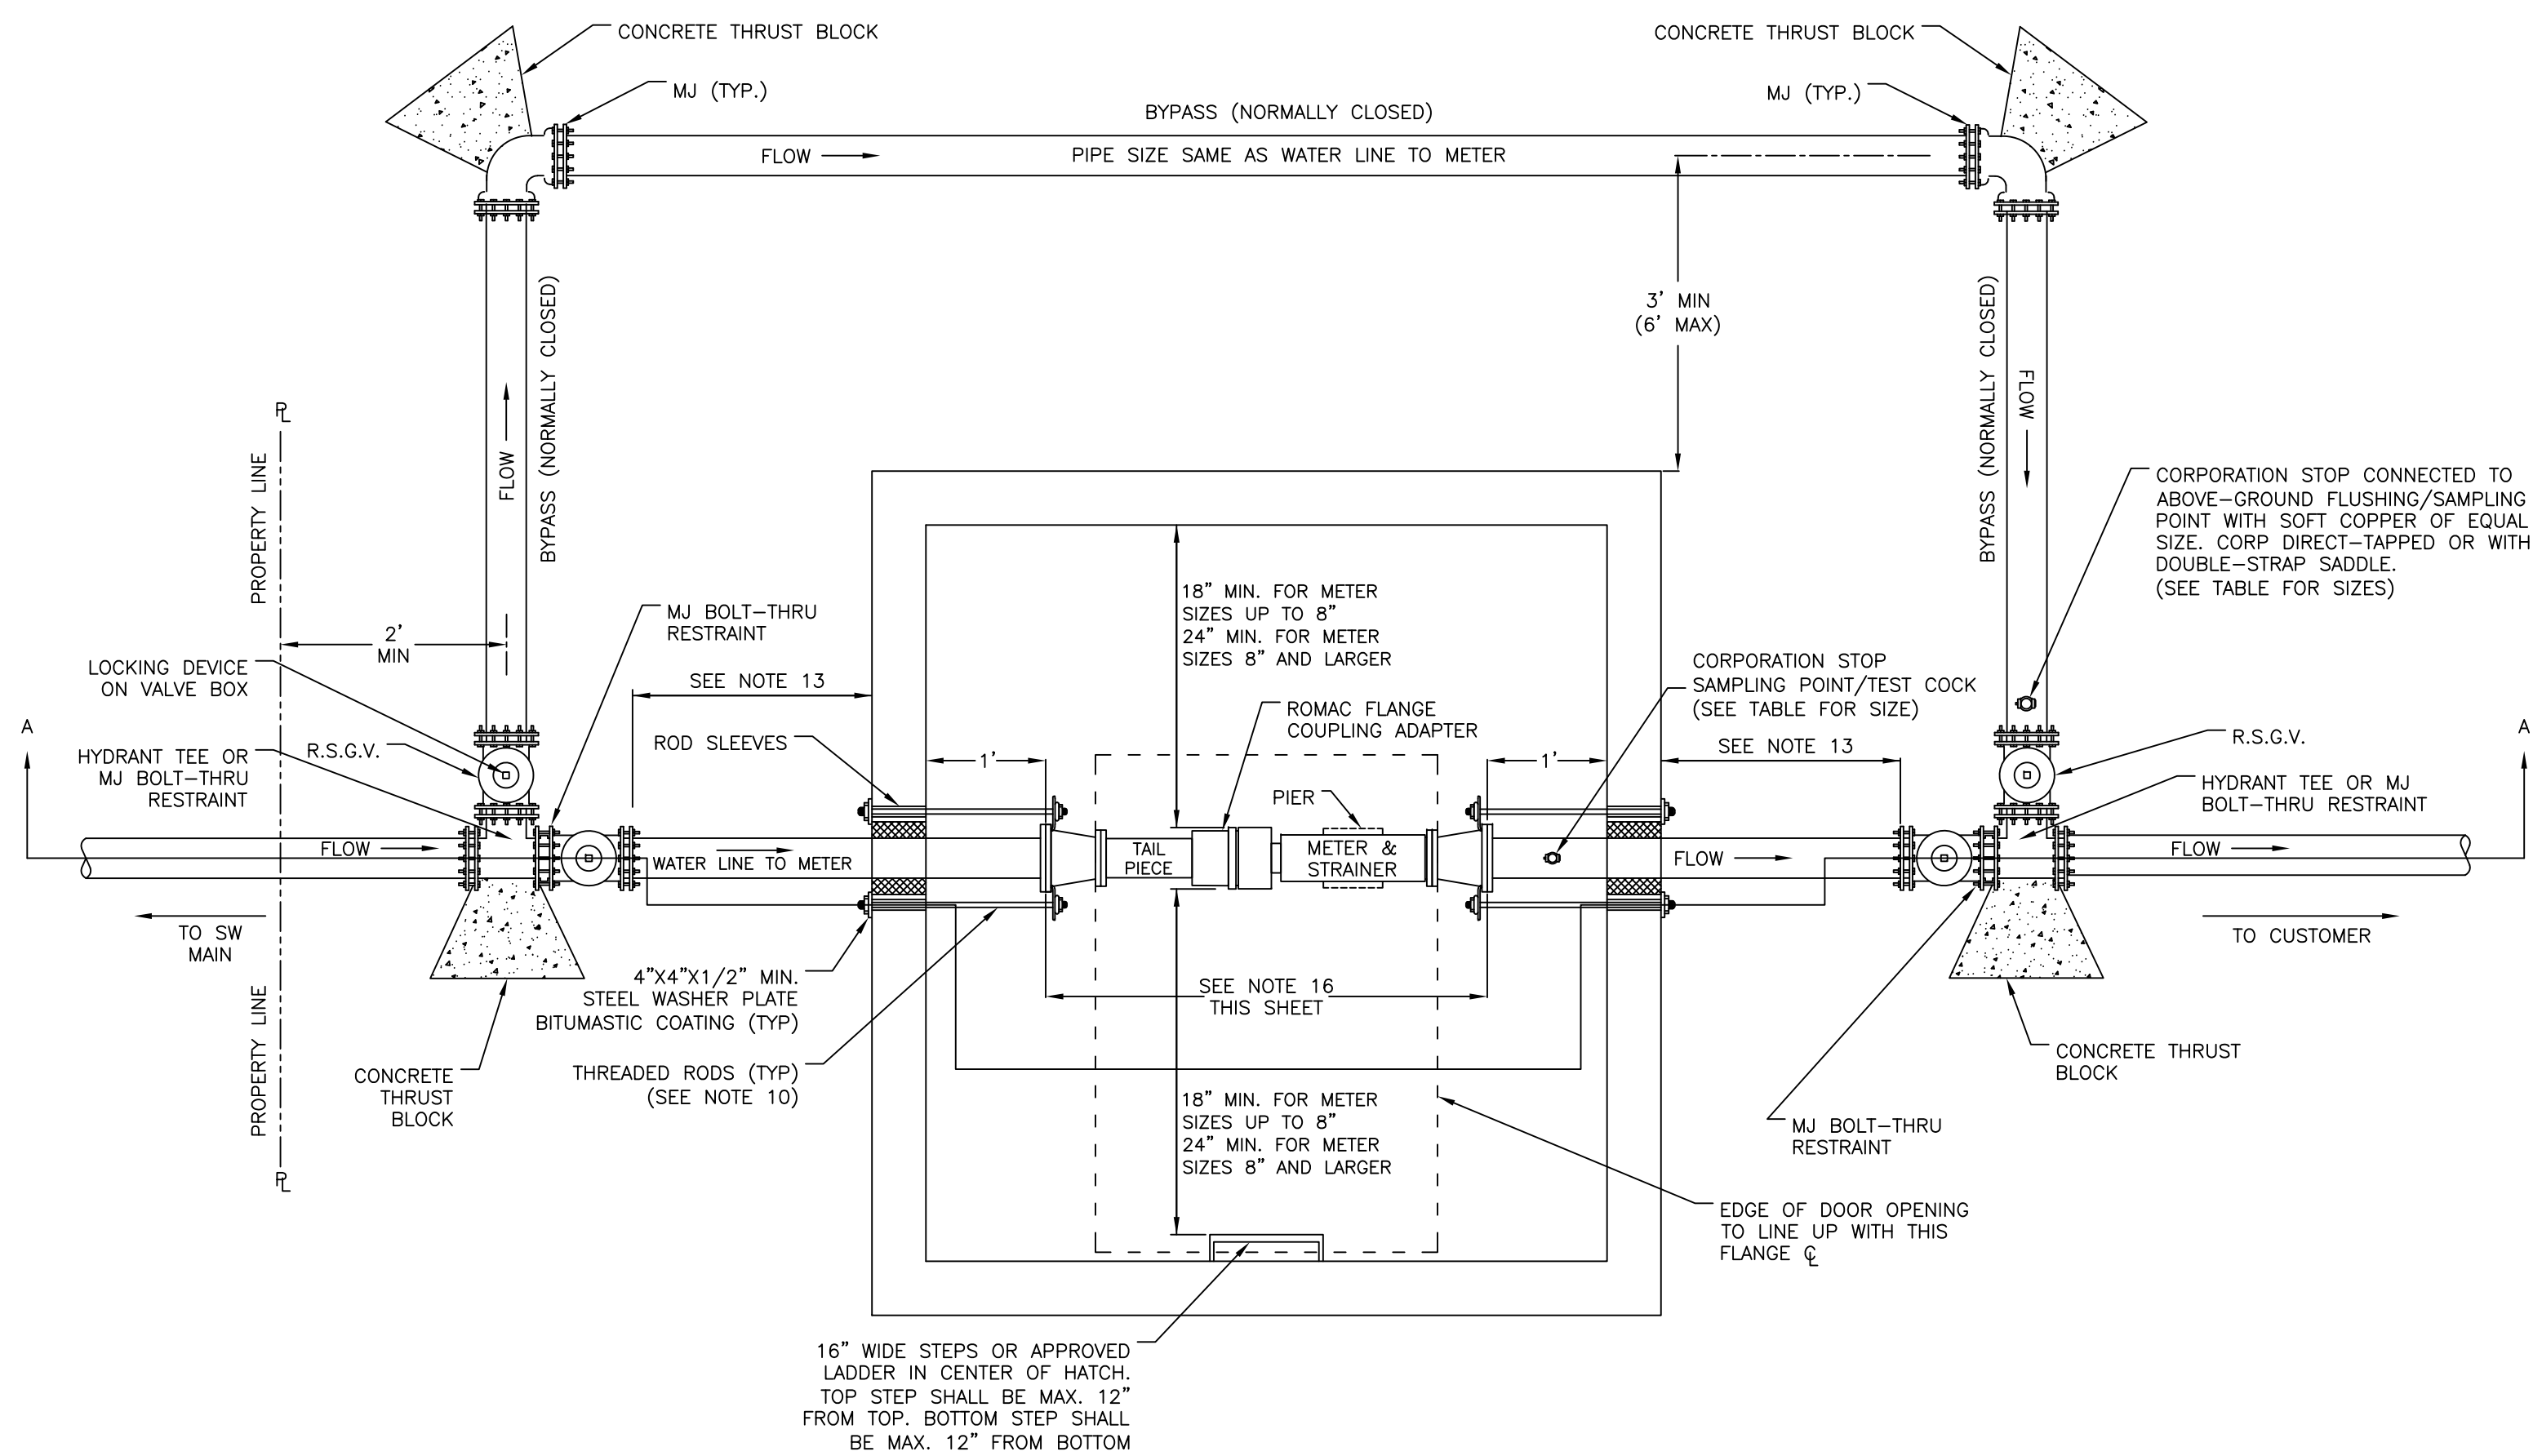 CONCRETE THRUST BLOCK
MJ (TYP.)
CONCRETE THRUST BLOCK
MJ (TYP.)
BYPASS (NORMALLY CLOSED)
FLOW
PIPE SIZE SAME AS WATER LINE TO METER
3' MIN
(6' MAX)
BYPASS (NORMALLY CLOSED)
FLOW
BYPASS (NORMALLY CLOSED)
FLOW
PL
PROPERTY LINE
2'
MIN
LOCKING DEVICE
ON VALVE BOX
A
HYDRANT TEE OR
MJ BOLT-THRU
RESTRAINT
R.S.G.V.
MJ BOLT-THRU
RESTRAINT
SEE NOTE 13
ROD SLEEVES
1'
18" MIN. FOR METER
SIZES UP TO 8"
24" MIN. FOR METER
SIZES 8" AND LARGER
ROMAC FLANGE
COUPLING ADAPTER
PIER
1'
CORPORATION STOP
SAMPLING POINT/TEST COCK
(SEE TABLE FOR SIZE)
SEE NOTE 13
CORPORATION STOP CONNECTED TO
ABOVE-GROUND FLUSHING/SAMPLING
POINT WITH SOFT COPPER OF EQUAL
SIZE. CORP DIRECT-TAPPED OR WITH
DOUBLE-STRAP SADDLE.
(SEE TABLE FOR SIZES)
R.S.G.V.
A
HYDRANT TEE OR MJ
BOLT-THRU RESTRAINT
FLOW
WATER LINE TO METER
TAIL
PIECE
METER &
STRAINER
FLOW
FLOW
TO SW
MAIN
TO CUSTOMER
PROPERTY LINE
PL
CONCRETE
THRUST
BLOCK
4"X4"X1/2" MIN.
STEEL WASHER PLATE
BITUMASTIC COATING (TYP)
THREADED RODS (TYP)
(SEE NOTE 10)
SEE NOTE 16
THIS SHEET
18" MIN. FOR METER
SIZES UP TO 8"
24" MIN. FOR METER
SIZES 8" AND LARGER
CONCRETE THRUST
BLOCK
MJ BOLT-THRU
RESTRAINT
EDGE OF DOOR OPENING
TO LINE UP WITH THIS
FLANGE CL
16" WIDE STEPS OR APPROVED
LADDER IN CENTER OF HATCH.
TOP STEP SHALL BE MAX. 12"
FROM TOP. BOTTOM STEP SHALL
BE MAX. 12" FROM BOTTOM